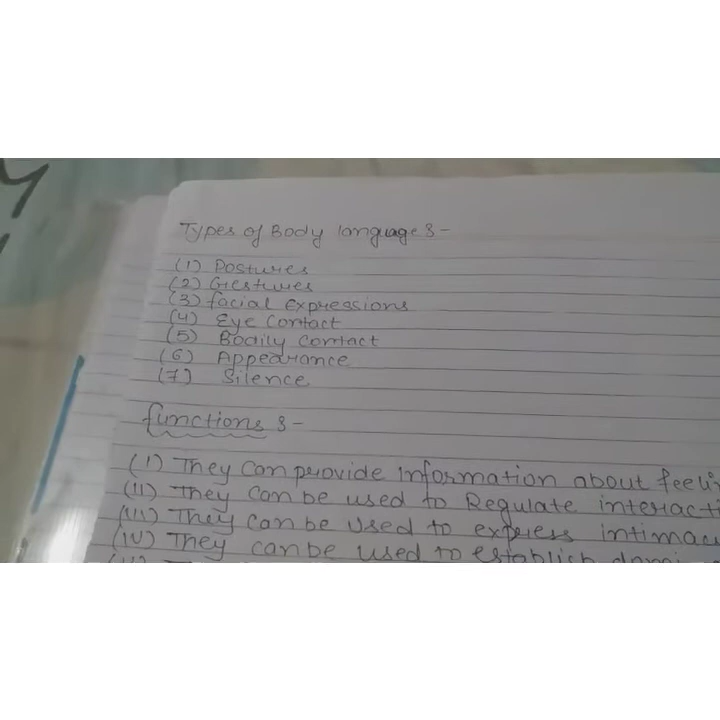 Types of Body language :-
(1) Postures
(2) Gestures
(3) facial Expressions
(4) Eye Contact
(5) Bodily Contact
(6) Appearance
(7) Silence
functions :-
(I) They can provide information about
(II) They can be used to Regulate
(III) They can be used to express
(IV) They can be used to establish